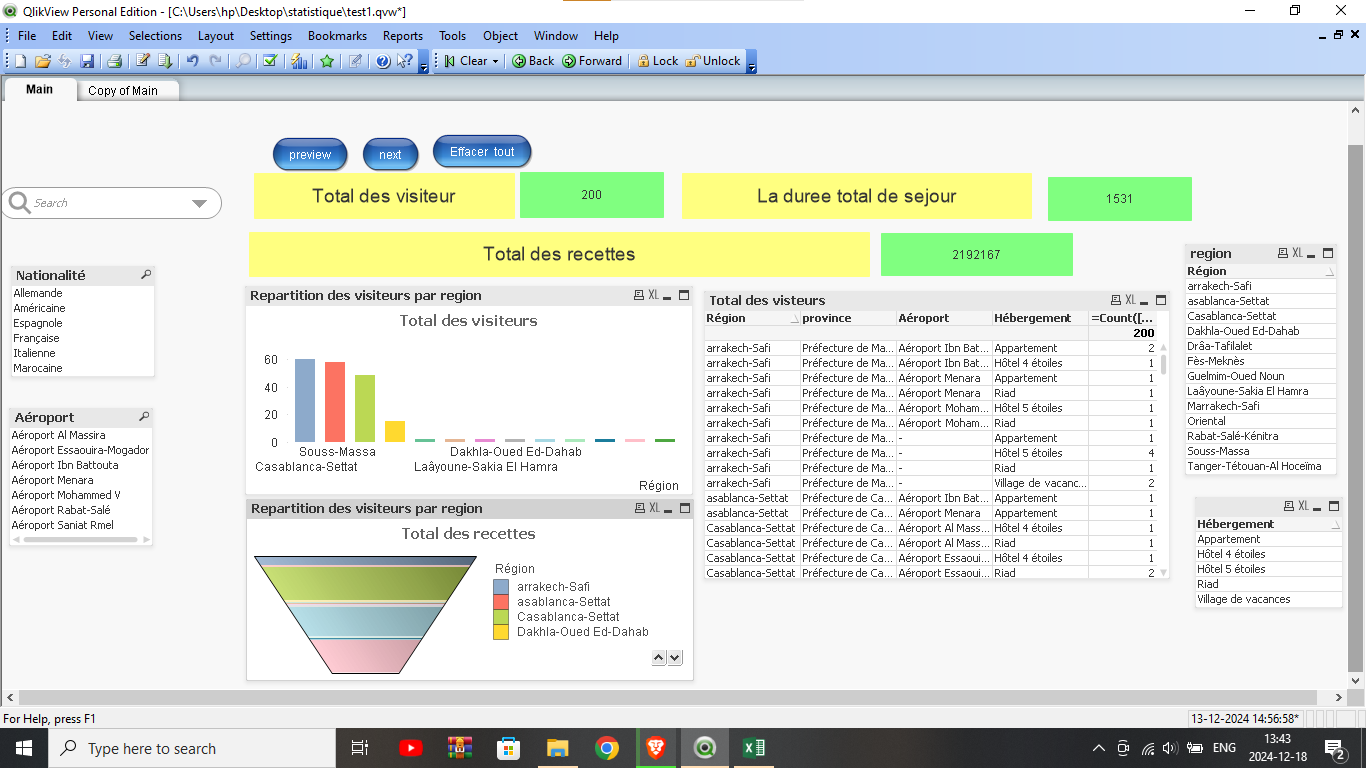 QlikView Personal Edition - [C:\Users\hp\Desktop\statistique\test1.qvw*]
File Edit View Selections Layout Settings Bookmarks Reports Tools Object Window Help
Clear Back Forward Lock Unlock
Main Copy of Main
preview next Effacer tout
Total des visiteur 200 La duree total de sejour 1531
Search
Total des recettes 2192167
Nationalité
Allemande
Américaine
Espagnole
Française
Italienne
Marocaine
Aéroport
Aéroport Al Massira
Aéroport Essaouira-Mogador
Aéroport Ibn Battouta
Aéroport Menara
Aéroport Mohammed V
Aéroport Rabat-Salé
Aéroport Saniat Rmel
Repartition des visiteurs par region XL
Total des visiteurs
60
40
20
0
Souss-Massa Dakhla-Oued Ed-Dahab
Casablanca-Settat Laâyoune-Sakia El Hamra
Région
Repartition des visiteurs par region XL
Total des recettes
Région
arrakech-Safi
asablanca-Settat
Casablanca-Settat
Dakhla-Oued Ed-Dahab
Total des visteurs XL
Région province Aéroport Hébergement =Count([...
200
arrakech-Safi Préfecture de Ma... Aéroport Ibn Bat... Appartement 2
arrakech-Safi Préfecture de Ma... Aéroport Ibn Bat... Hôtel 4 étoiles 1
arrakech-Safi Préfecture de Ma... Aéroport Menara Appartement 1
arrakech-Safi Préfecture de Ma... Aéroport Menara Riad 1
arrakech-Safi Préfecture de Ma... Aéroport Moham... Hôtel 5 étoiles 1
arrakech-Safi Préfecture de Ma... Aéroport Moham... Riad 1
arrakech-Safi Préfecture de Ma... - Appartement 1
arrakech-Safi Préfecture de Ma... - Hôtel 5 étoiles 4
arrakech-Safi Préfecture de Ma... - Riad 1
arrakech-Safi Préfecture de Ma... - Village de vacanc... 2
asablanca-Settat Préfecture de Ca... Aéroport Ibn Bat... Appartement 1
asablanca-Settat Préfecture de Ca... Aéroport Menara Appartement 1
Casablanca-Settat Préfecture de Ca... Aéroport Al Mass... Hôtel 4 étoiles 1
Casablanca-Settat Préfecture de Ca... Aéroport Al Mass... Riad 1
Casablanca-Settat Préfecture de Ca... Aéroport Essaoui... Hôtel 4 étoiles 1
Casablanca-Settat Préfecture de Ca... Aéroport Essaoui... Riad 2
region XL
Région
arrakech-Safi
asablanca-Settat
Casablanca-Settat
Dakhla-Oued Ed-Dahab
Drâa-Tafilalet
Fès-Meknès
Guelmim-Oued Noun
Laâyoune-Sakia El Hamra
Marrakech-Safi
Oriental
Rabat-Salé-Kénitra
Souss-Massa
Tanger-Tétouan-Al Hoceïma
XL
Hébergement
Appartement
Hôtel 4 étoiles
Hôtel 5 étoiles
Riad
Village de vacances
For Help, press F1 13-12-2024 14:56:58*
Type here to search ENG 13:43
2024-12-18 2